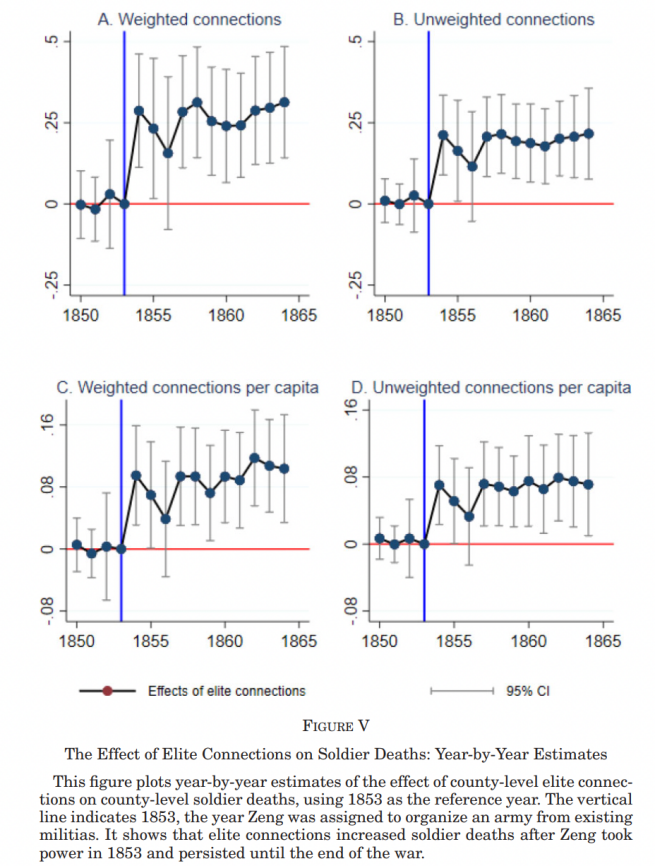 A. Weighted connections
.5
.25
0
-.25
1850 1855 1860 1865
B. Unweighted connections
.5
.25
0
-.25
1850 1855 1860 1865
C. Weighted connections per capita
.16
.08
0
-.08
1850 1855 1860 1865
D. Unweighted connections per capita
.16
.08
0
-.08
1850 1855 1860 1865
Effects of elite connections
95% CI
FIGURE V
The Effect of Elite Connections on Soldier Deaths: Year-by-Year Estimates
This figure plots year-by-year estimates of the effect of county-level elite connec-
tions on county-level soldier deaths, using 1853 as the reference year. The vertical
line indicates 1853, the year Zeng was assigned to organize an army from existing
militias. It shows that elite connections increased soldier deaths after Zeng took
power in 1853 and persisted until the end of the war.